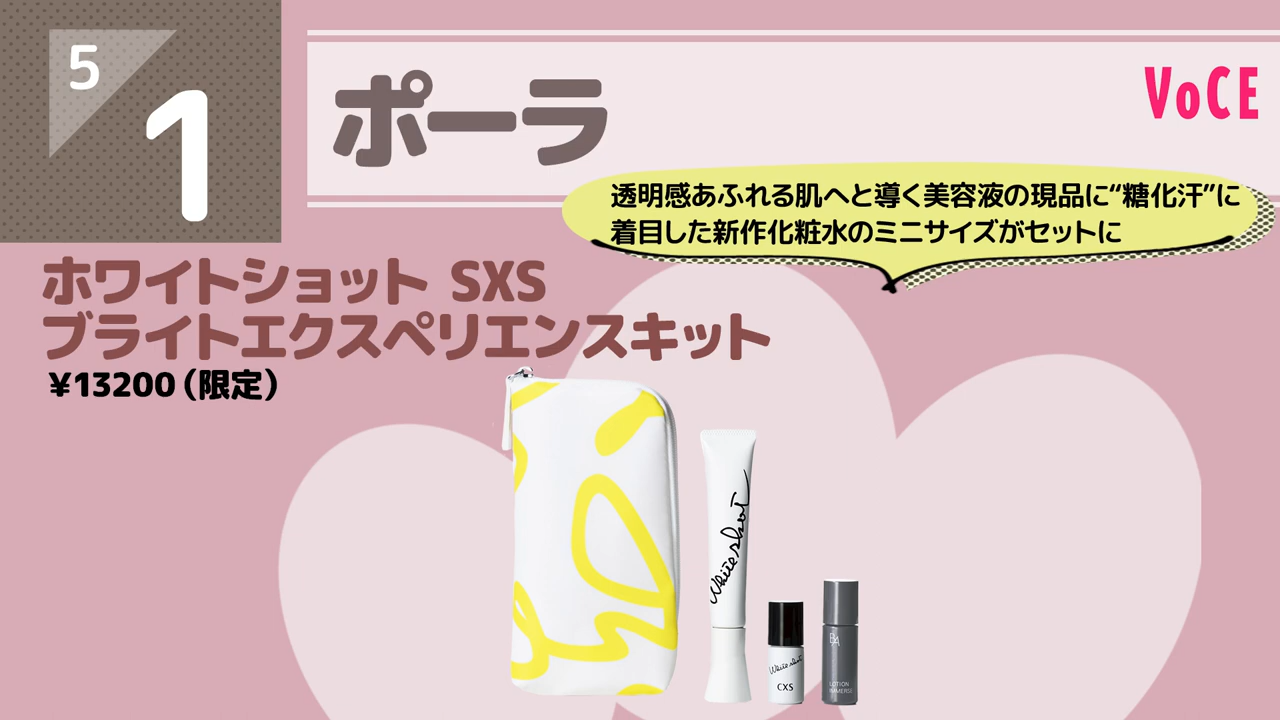 5
1
ポーラ
VoCE
透明感あふれる肌へと導く美容液の現品に“糖化汗”に
着目した新作化粧水のミニサイズがセットに
ホワイトショット SXS
ブライトエクスペリエンスキット
¥13200（限定）
White shot
White shot
CXS
B.A
LOTION
IMMERSE